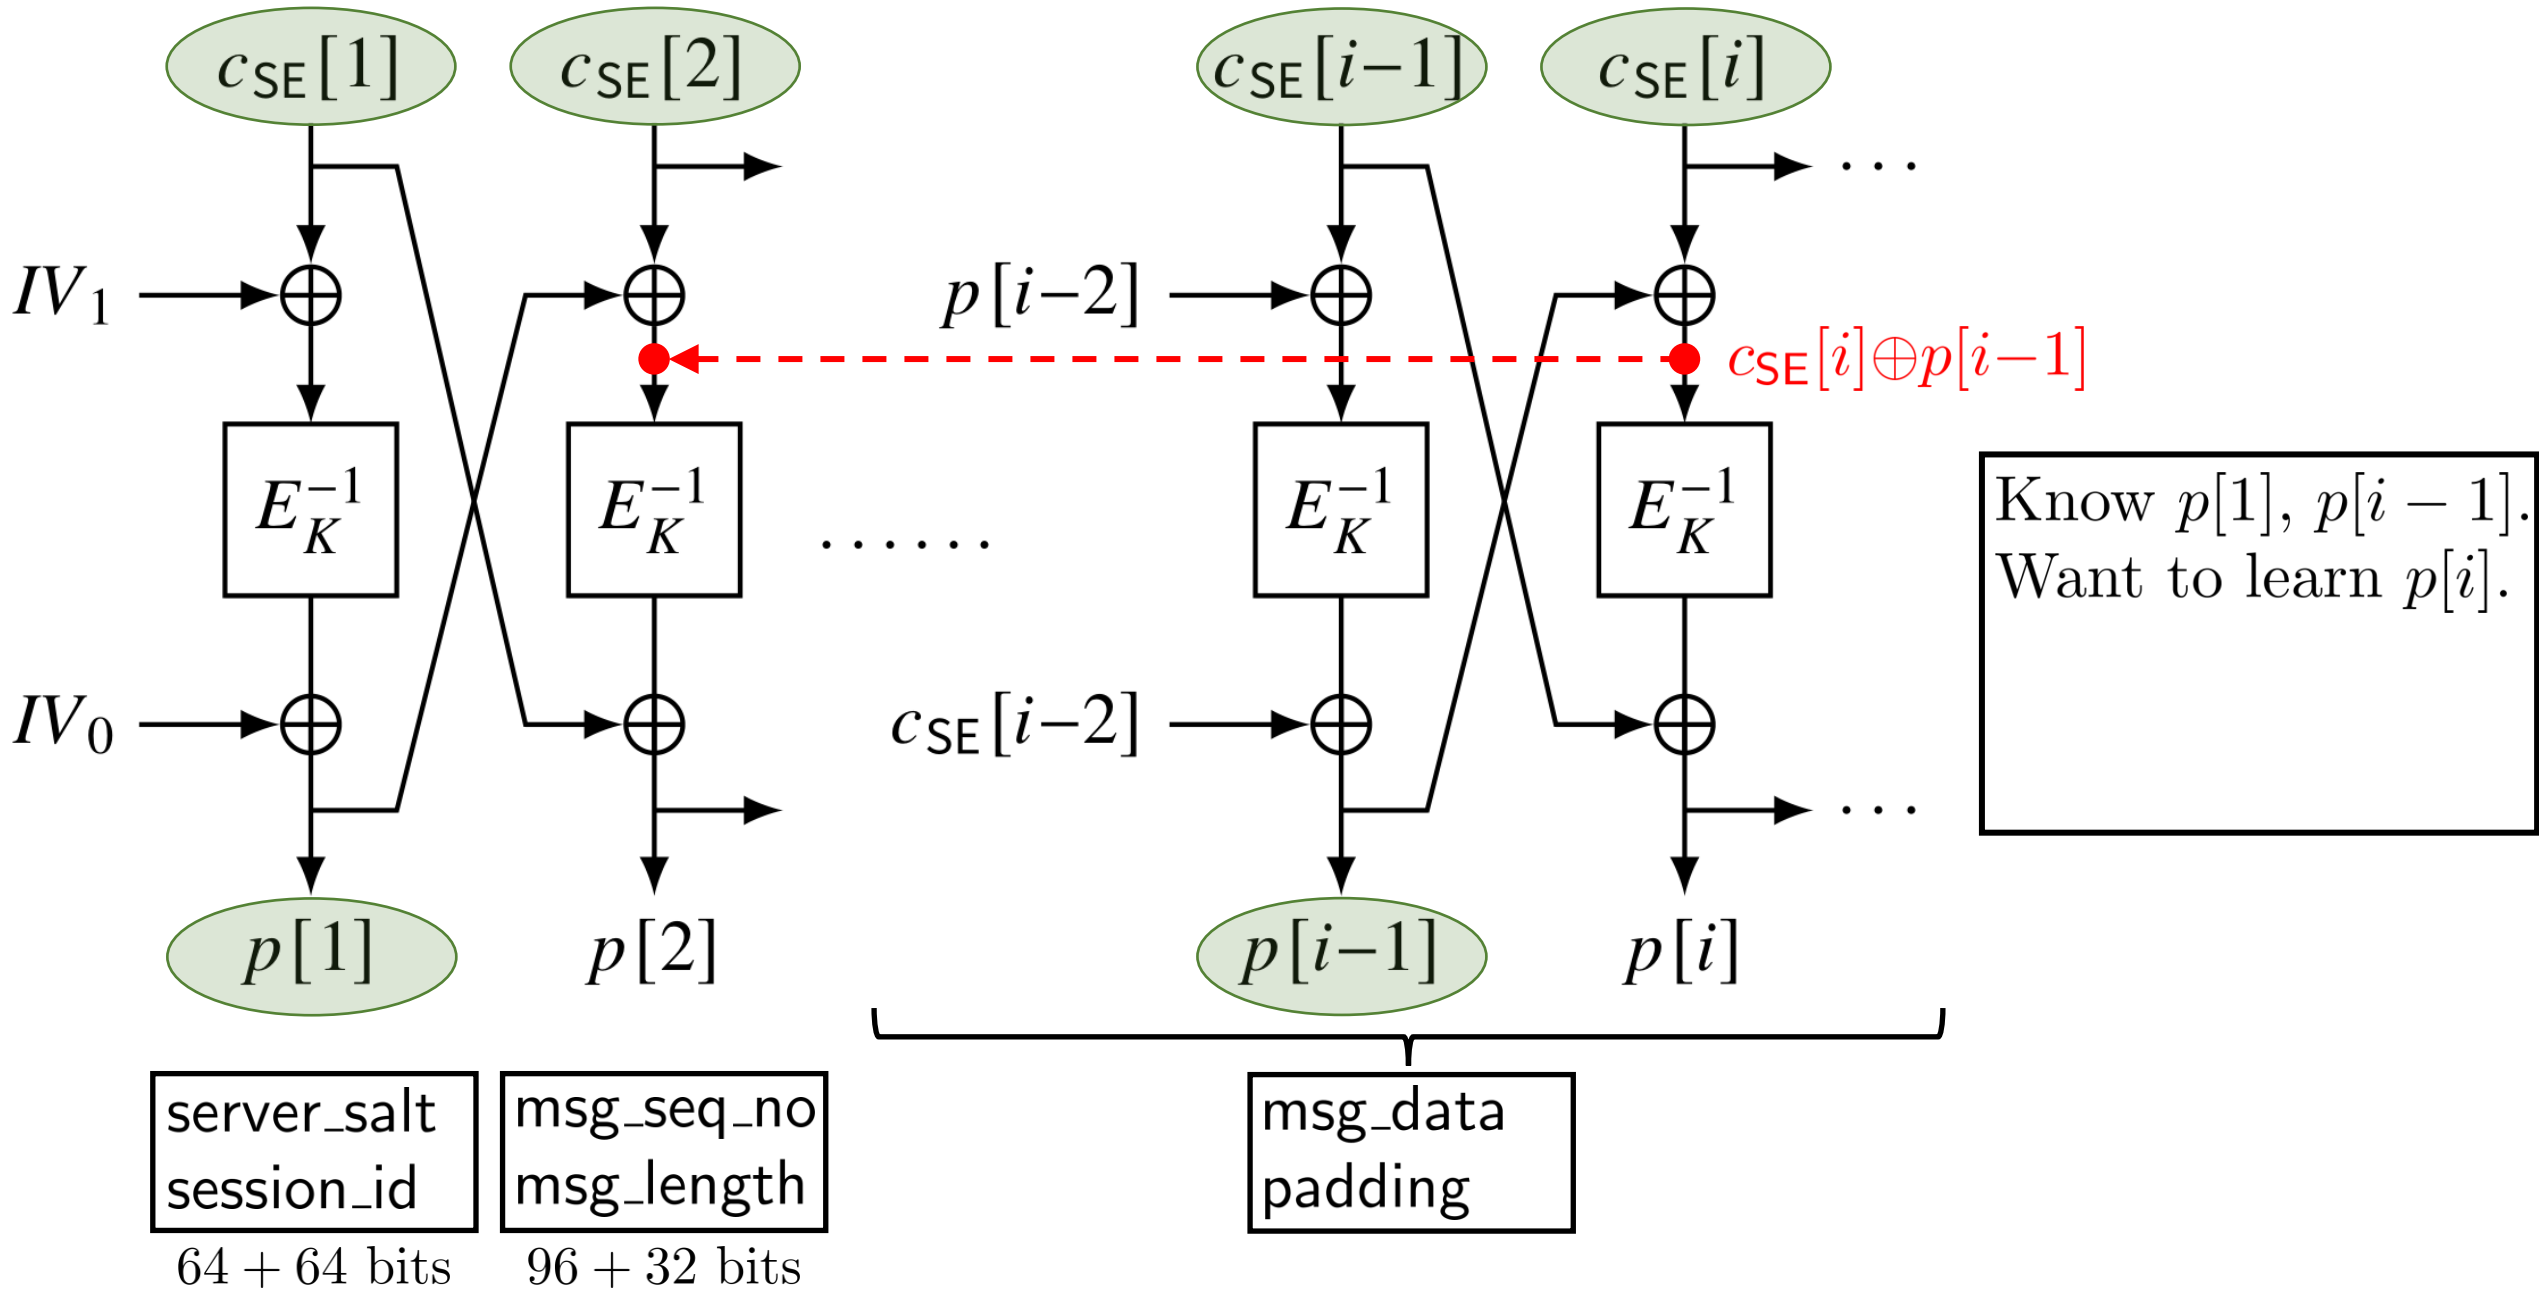 c_SE[1] c_SE[2] c_SE[i−1] c_SE[i]
· · ·
IV_1 p[i−2]
c_SE[i]⊕p[i−1]
E_K^{−1} E_K^{−1} · · · · · · E_K^{−1} E_K^{−1}
Know p[1], p[i − 1].
Want to learn p[i].
IV_0 c_SE[i−2]
· · ·
p[1] p[2] p[i−1] p[i]
server_salt
session_id
64 + 64 bits
msg_seq_no
msg_length
96 + 32 bits
msg_data
padding